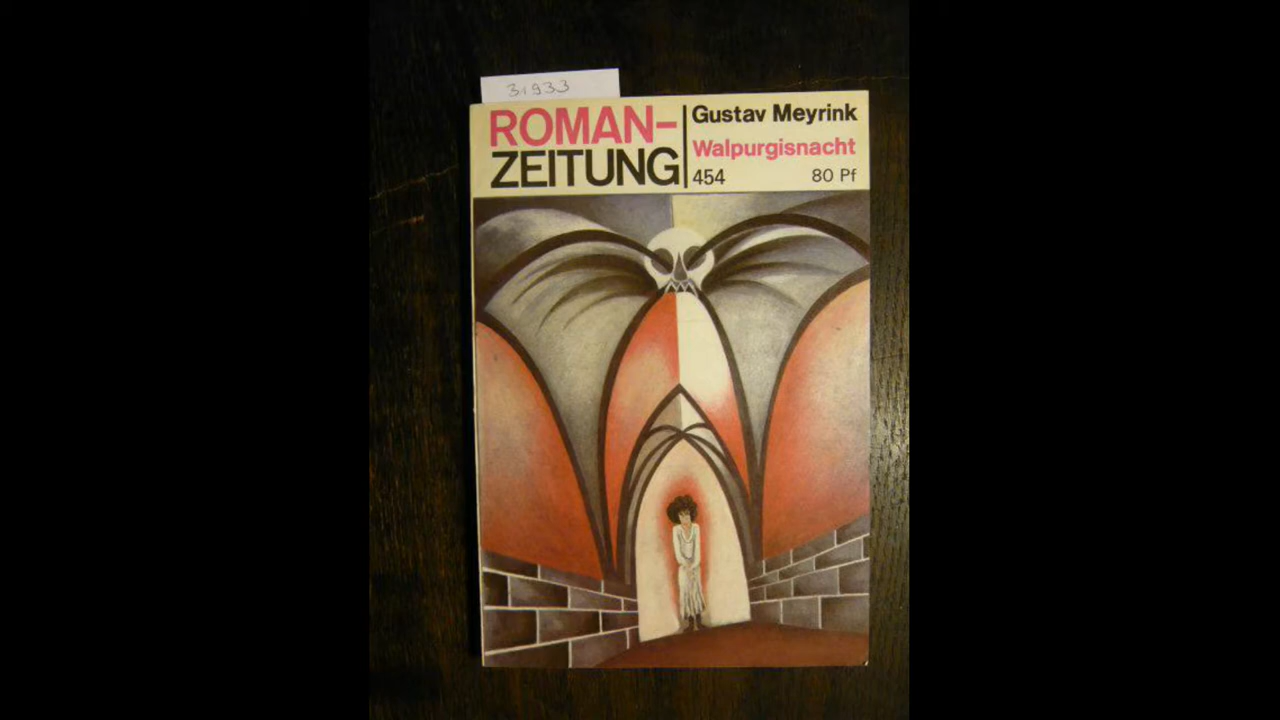 31933
ROMAN-
ZEITUNG
Gustav Meyrink
Walpurgisnacht
454 80 Pf